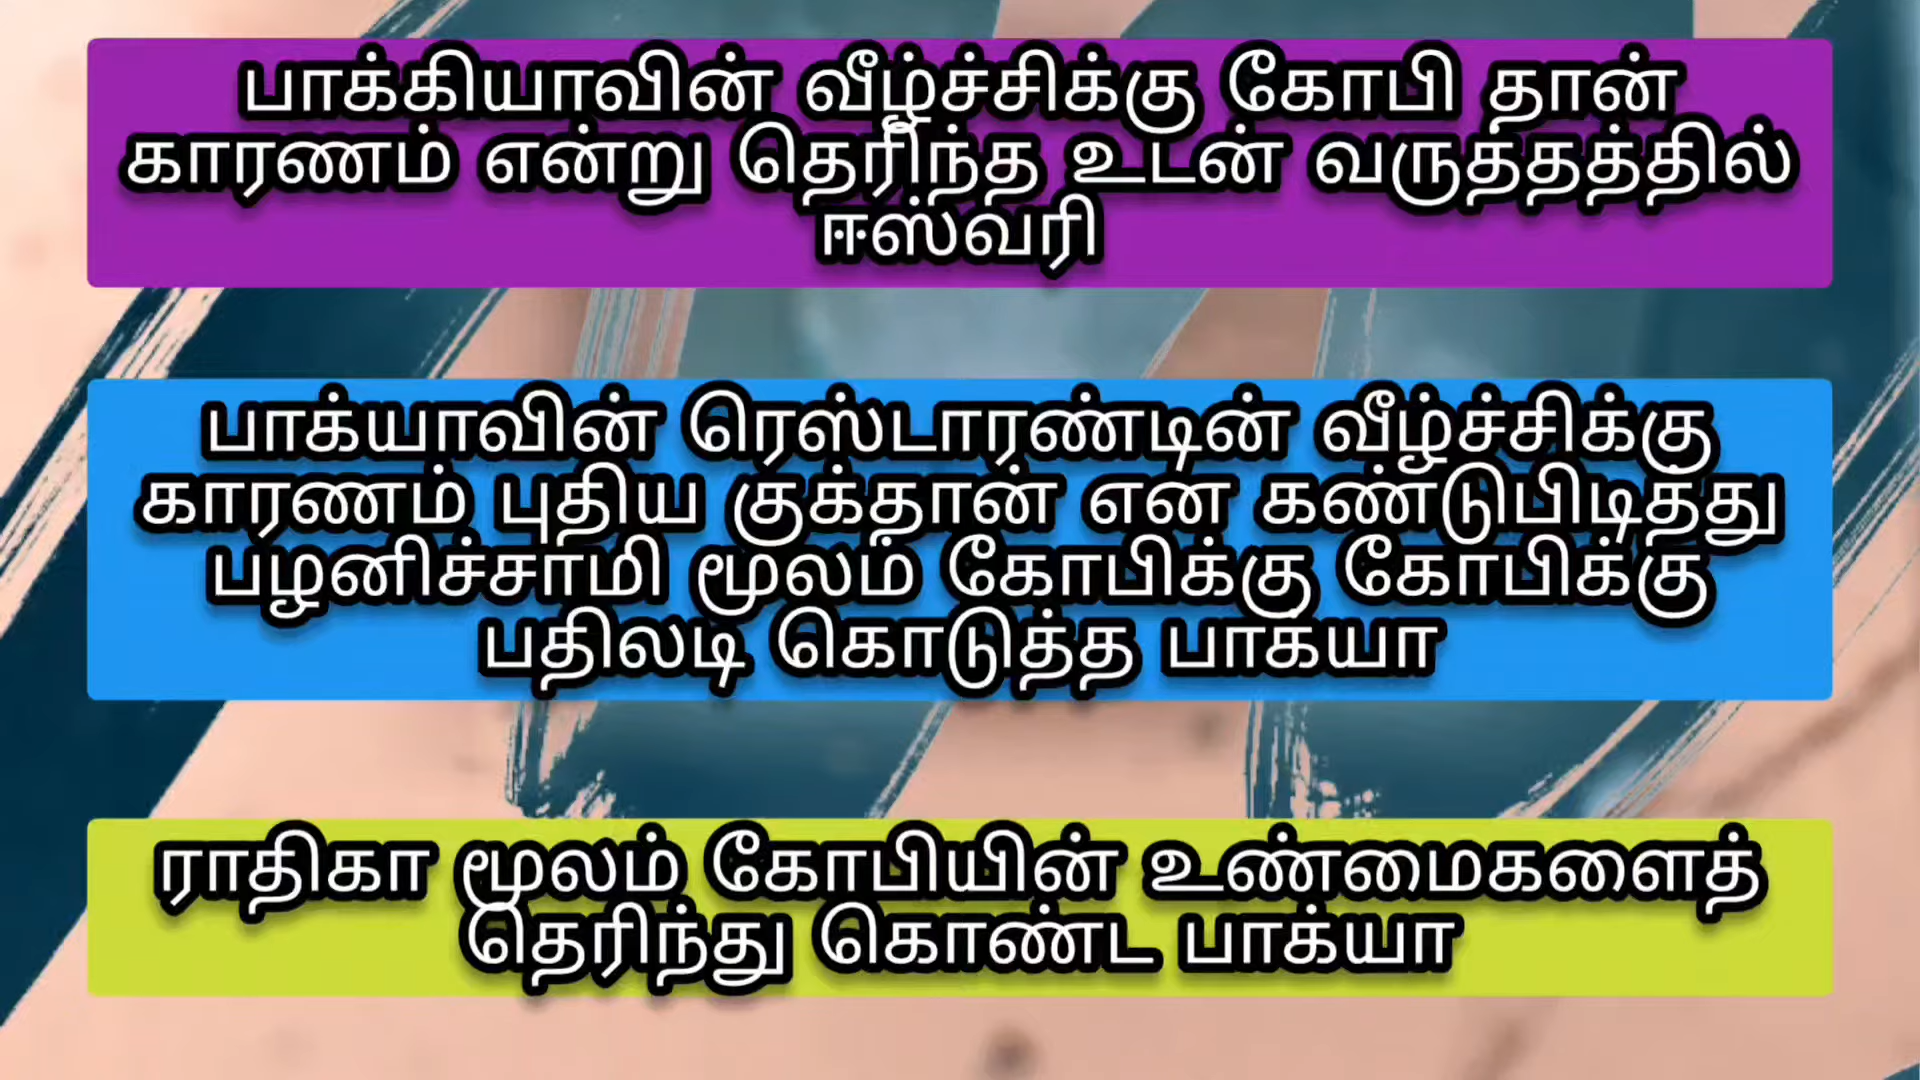 பாக்கியாவின் வீழ்ச்சிக்கு கோபி தான்
காரணம் என்று தெரிந்த உடன் வருத்தத்தில்
ஈஸ்வரி
பாக்யாவின் ரெஸ்டாரண்டின் வீழ்ச்சிக்கு
காரணம் புதிய குக்தான் என கண்டுபிடித்து
பழனிச்சாமி மூலம் கோபிக்கு கோபிக்கு
பதிலடி கொடுத்த பாக்யா
ராதிகா மூலம் கோபியின் உண்மைகளைத்
தெரிந்து கொண்ட பாக்யா